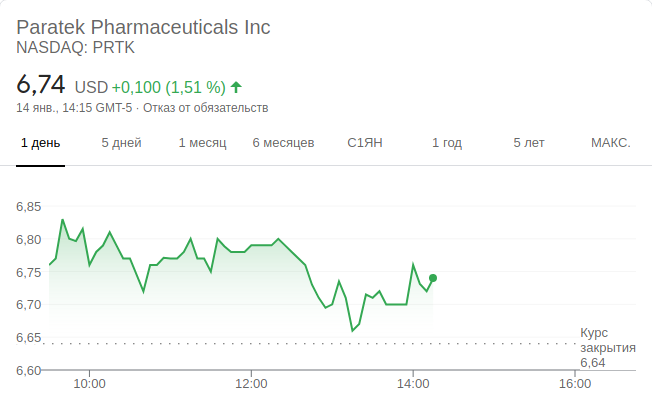 Paratek Pharmaceuticals Inc
NASDAQ: PRTK
6,74 USD +0,100 (1,51 %)
14 янв., 14:15 GMT-5 · Отказ от обязательств
1 день 5 дней 1 месяц 6 месяцев С1ЯН 1 год 5 лет МАКС.
6,85
6,80
6,75
6,70
6,65
6,60
Курс
закрытия
6,64
10:00 12:00 14:00 16:00